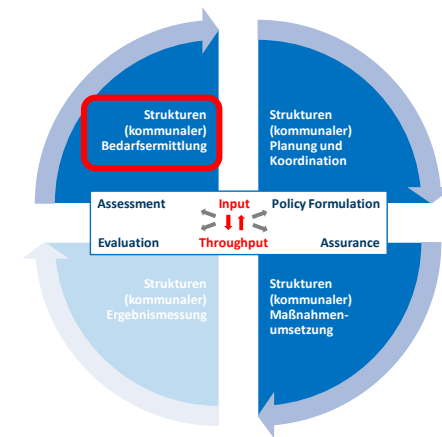 Strukturen
(kommunaler)
Bedarfsermittlung
Strukturen
(kommunaler)
Planung und
Koordination
Assessment Input Policy Formulation
Evaluation Throughput Assurance
Strukturen
(kommunaler)
Ergebnismessung
Strukturen
(kommunaler)
Maßnahmen-
umsetzung